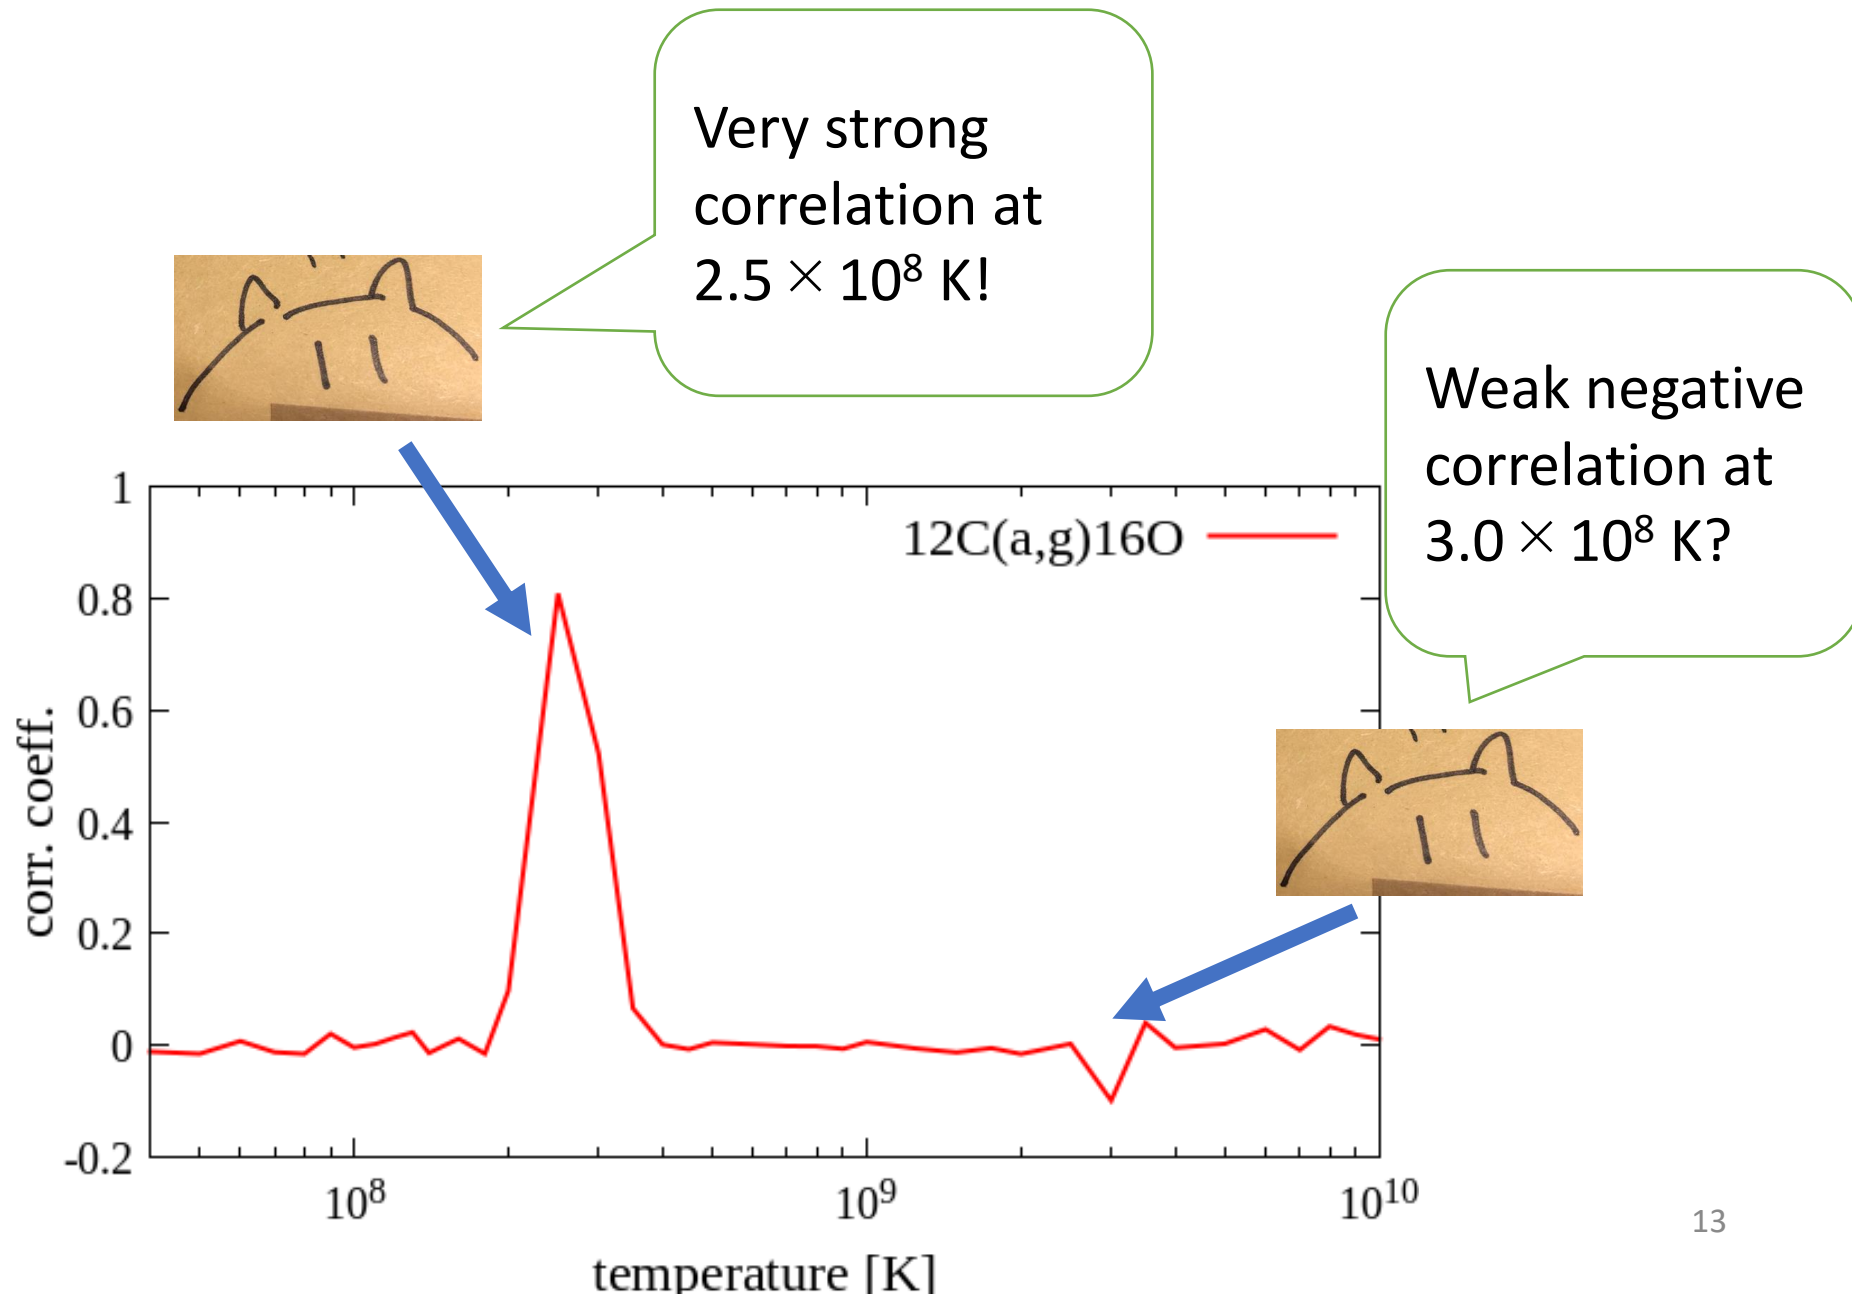 Very strong
correlation at
2.5 × 10⁸ K!
Weak negative
correlation at
3.0 × 10⁸ K?
12C(a,g)16O
corr. coeff.
1
0.8
0.6
0.4
0.2
0
-0.2
10⁸
10⁹
10¹⁰
temperature [K]
13